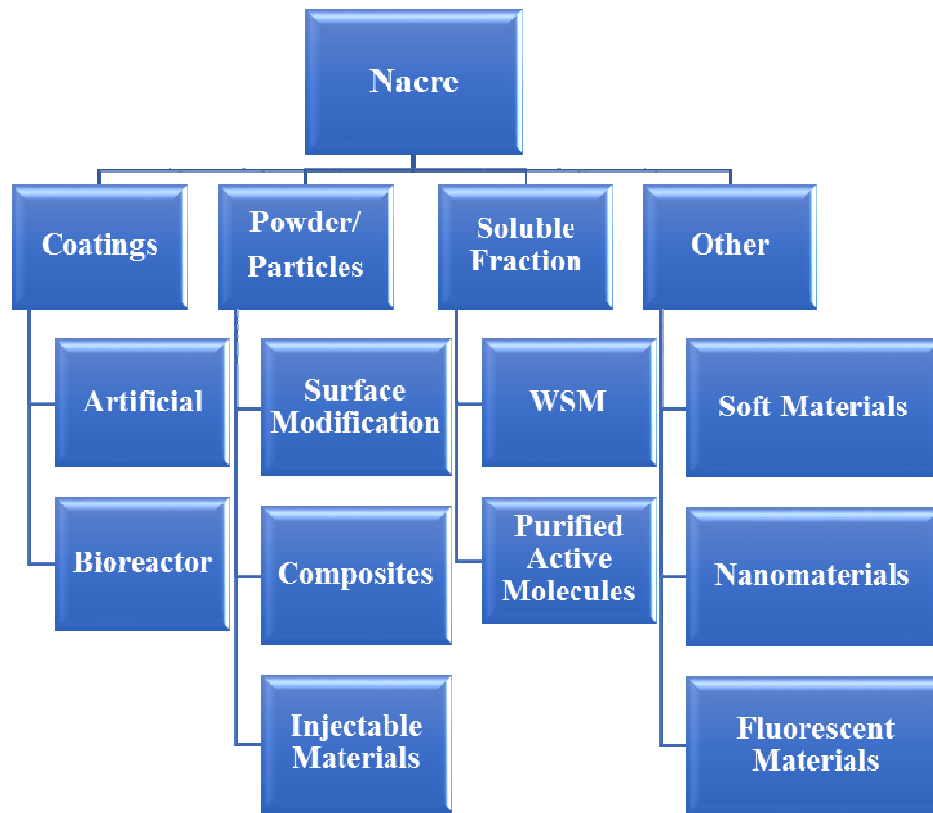 Nacre
Coatings
Powder/
Particles
Soluble
Fraction
Other
Artificial
Bioreactor
Surface
Modification
Composites
Injectable
Materials
WSM
Purified
Active
Molecules
Soft Materials
Nanomaterials
Fluorescent
Materials